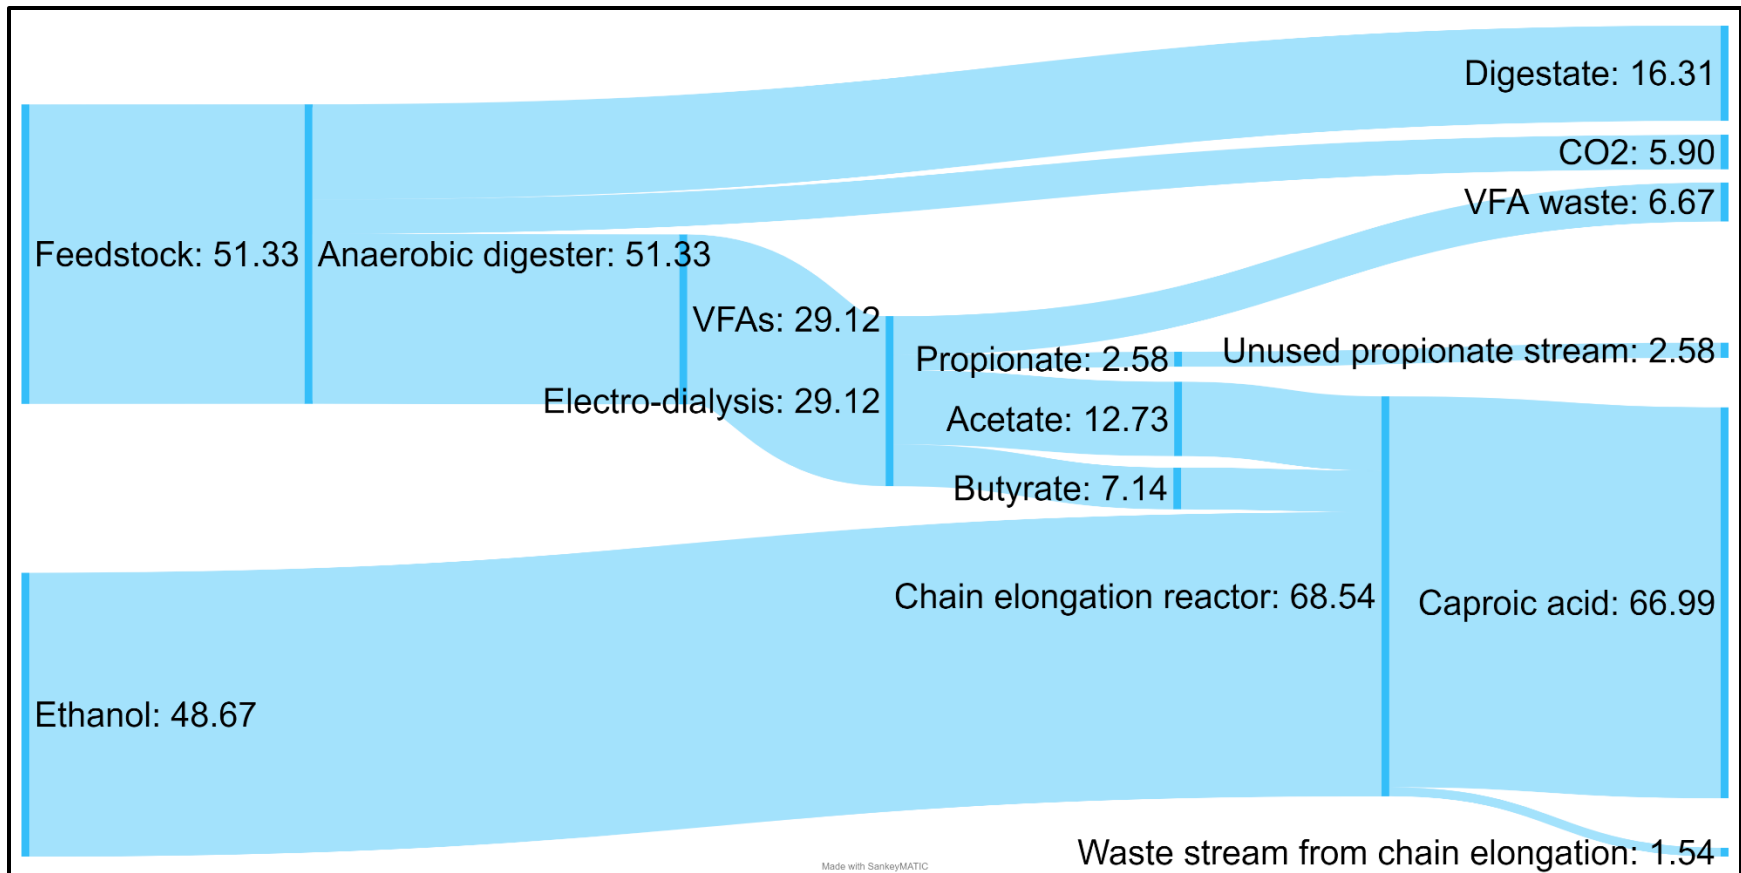 Digestate: 16.31
CO2: 5.90
VFA waste: 6.67
Feedstock: 51.33
Anaerobic digester: 51.33
VFAs: 29.12
Propionate: 2.58
Unused propionate stream: 2.58
Electro-dialysis: 29.12
Acetate: 12.73
Butyrate: 7.14
Chain elongation reactor: 68.54
Caproic acid: 66.99
Ethanol: 48.67
Waste stream from chain elongation: 1.54
Made with SankeyMATIC